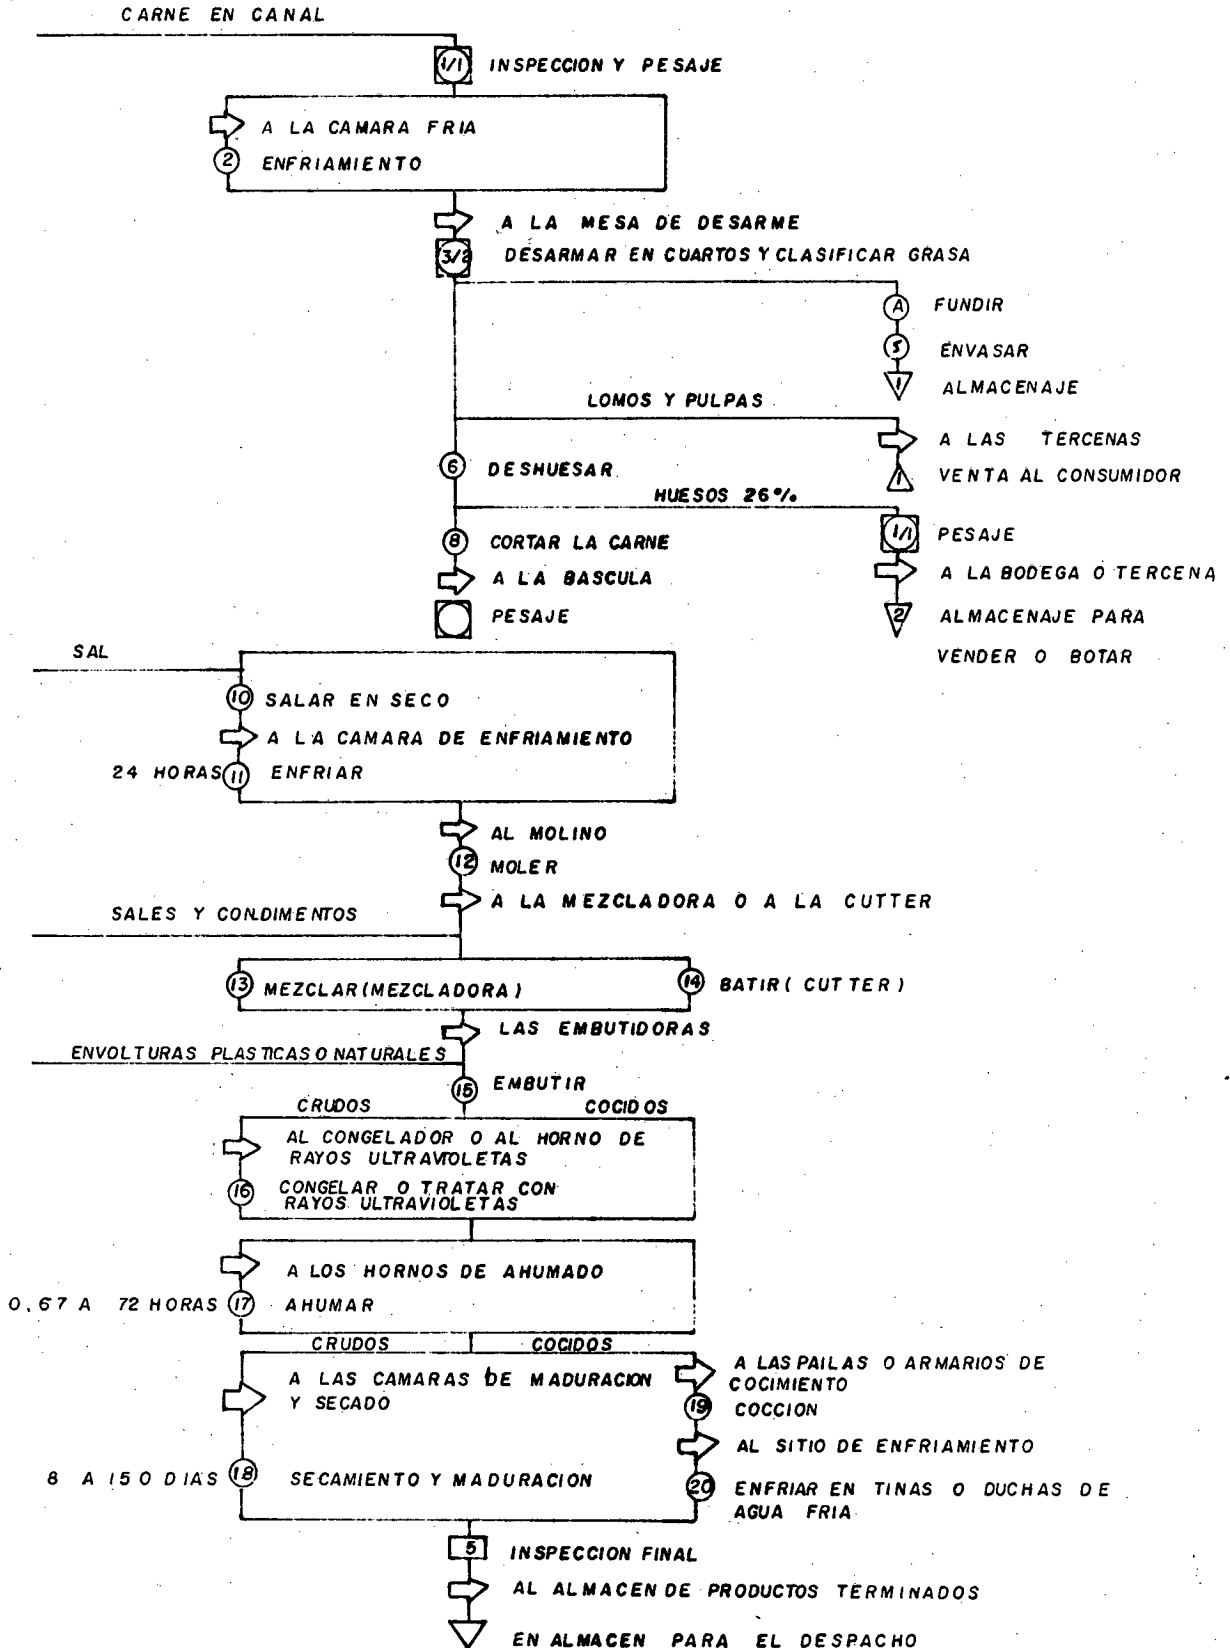 CARNE EN CANAL
1/1 INSPECCION Y PESAJE
A LA CAMARA FRIA
2 ENFRIAMIENTO
A LA MESA DE DESARME
3/2 DESARMAR EN CUARTOS Y CLASIFICAR GRASA
A FUNDIR
5 ENVASAR
1 ALMACENAJE
LOMOS Y PULPAS
A LAS TERCENAS
1 VENTA AL CONSUMIDOR
6 DESHUESAR
HUESOS 26%
1/1 PESAJE
A LA BODEGA O TERCENA
2 ALMACENAJE PARA
VENDER O BOTAR
8 CORTAR LA CARNE
A LA BASCULA
PESAJE
SAL
10 SALAR EN SECO
A LA CAMARA DE ENFRIAMIENTO
24 HORAS 11 ENFRIAR
AL MOLINO
12 MOLER
A LA MEZCLADORA O A LA CUTTER
SALES Y CONDIMENTOS
13 MEZCLAR (MEZCLADORA)
14 BATIR ( CUTTER )
LAS EMBUTIDORAS
ENVOLTURAS PLASTICAS O NATURALES
15 EMBUTIR
CRUDOS COCIDOS
AL CONGELADOR O AL HORNO DE
RAYOS ULTRAVIOLETAS
16 CONGELAR O TRATAR CON
RAYOS ULTRAVIOLETAS
A LOS HORNOS DE AHUMADO
0,67 A 72 HORAS 17 AHUMAR
CRUDOS COCIDOS
A LAS CAMARAS DE MADURACION
Y SECADO
8 A 150 DIAS 18 SECAMIENTO Y MADURACION
A LAS PAILAS O ARMARIOS DE
COCIMIENTO
19 COCCION
AL SITIO DE ENFRIAMIENTO
20 ENFRIAR EN TINAS O DUCHAS DE
AGUA FRIA
5 INSPECCION FINAL
AL ALMACEN DE PRODUCTOS TERMINADOS
EN ALMACEN PARA EL DESPACHO